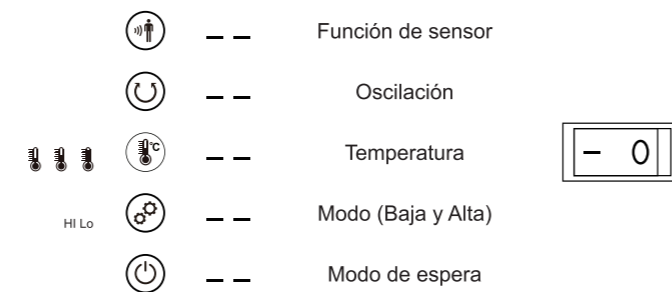 Función de sensor
Oscilación
°C Temperatura
HI Lo Modo (Baja y Alta)
Modo de espera
– 0